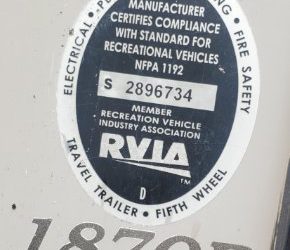 ELECTRICAL • FIRE SAFETY
MANUFACTURER
CERTIFIES COMPLIANCE
WITH STANDARD FOR
RECREATIONAL VEHICLES
NFPA 1192
S 2896734
MEMBER
RECREATION VEHICLE
INDUSTRY ASSOCIATION
RVIA
TM
D
TRAVEL TRAILER • FIFTH WHEEL